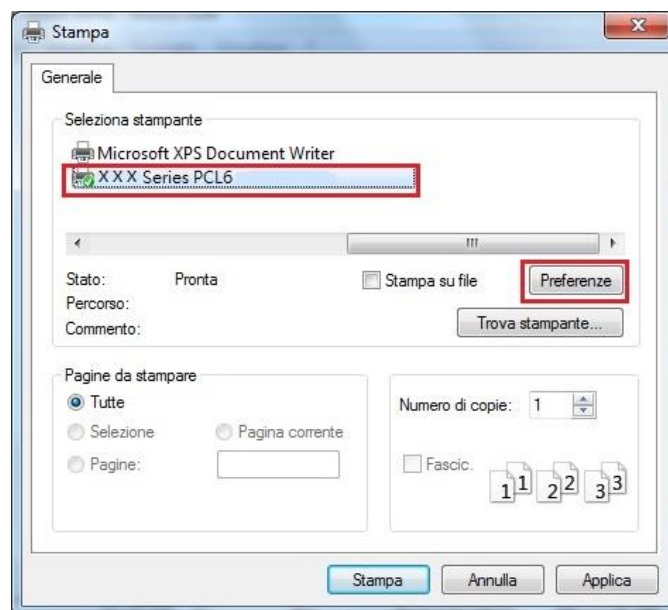 Stampa
Generale
Seleziona stampante
Microsoft XPS Document Writer
X X X Series PCL6
Stato: Pronta
Stampa su file
Preferenze
Percorso:
Commento:
Trova stampante...
Pagine da stampare
Tutte
Selezione
Pagina corrente
Pagine:
Numero di copie: 1
Fascic.
1 1 2 2 3 3
Stampa
Annulla
Applica